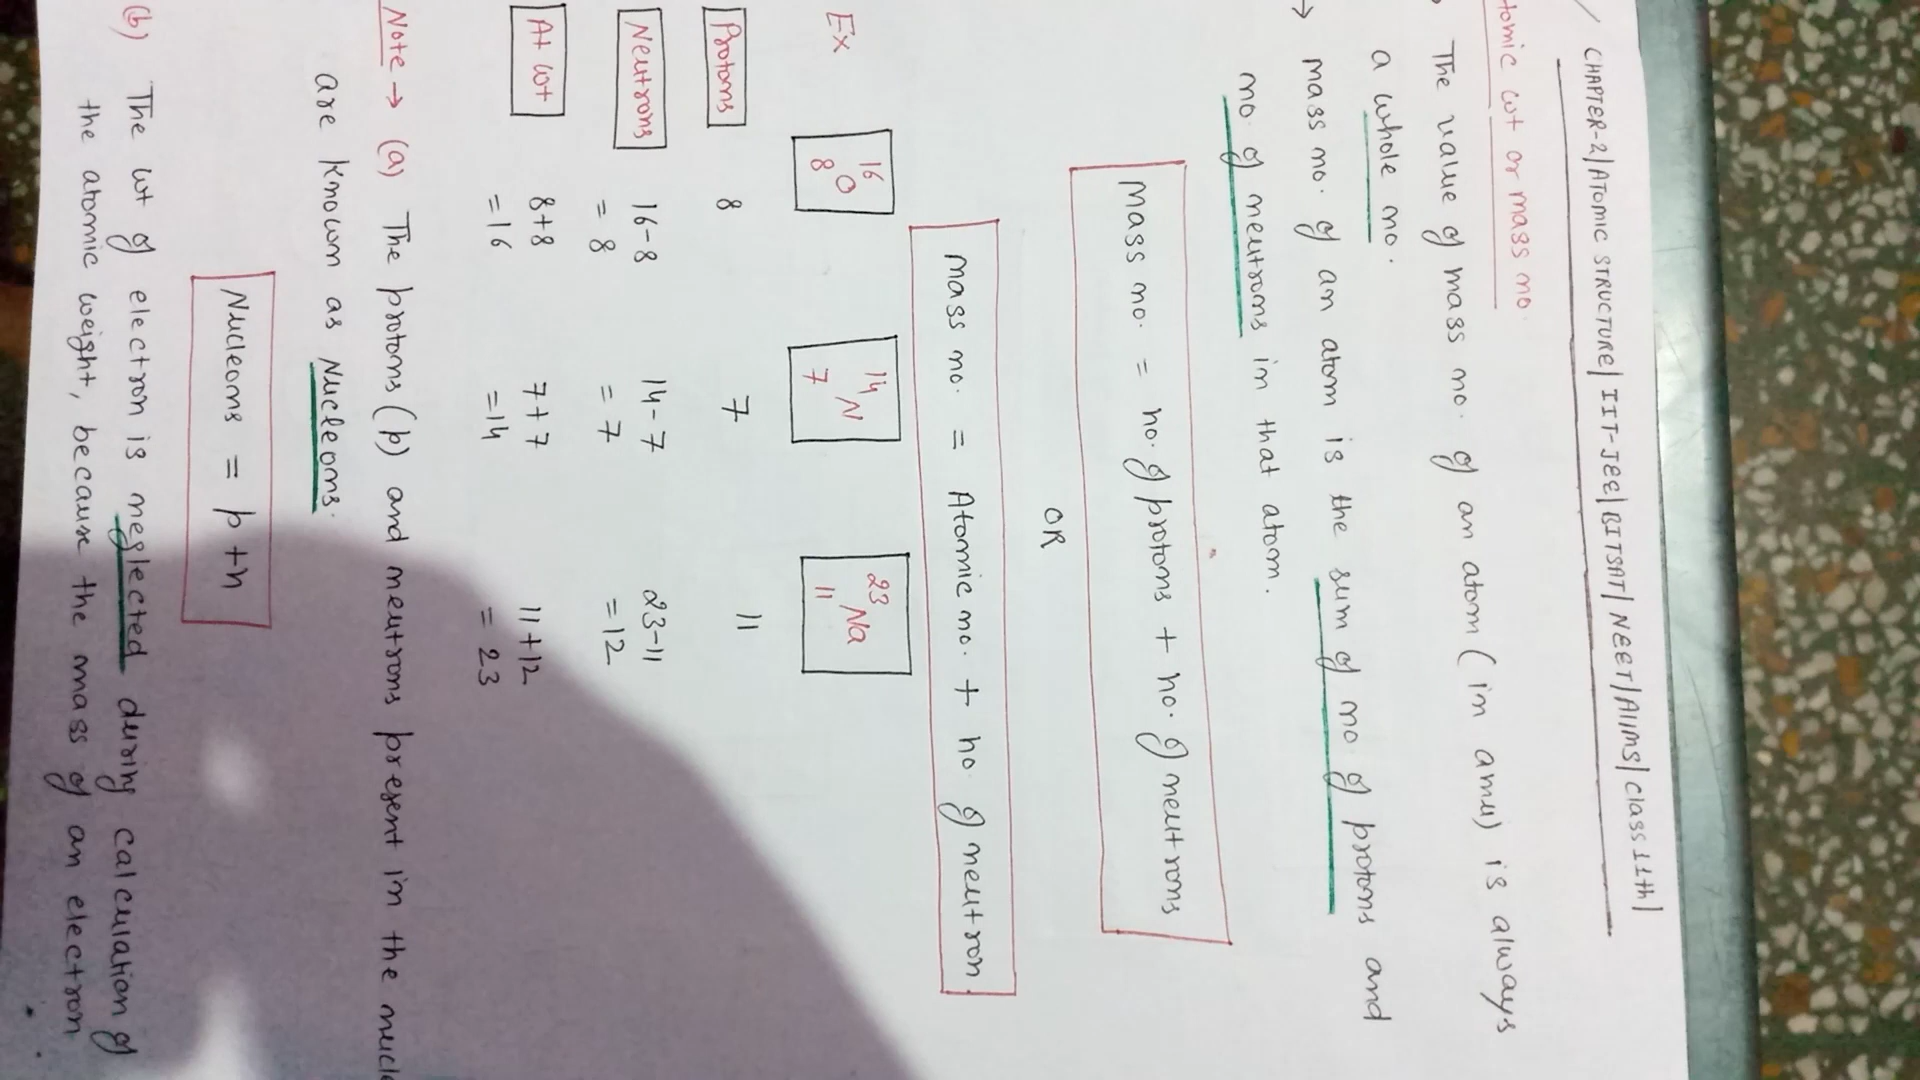 / CHAPTER-2/ATOMIC STRUCTURE/ IIT-JEE/BITSAT/NEET/AIIMS/class 11th/
tomic wt or mass no.
The value of mass no. of an atom (in amu) is always
a whole no.
→ mass no. of an atom is the sum of no. of protons and
no. of neutrons in that atom.
Mass no. = no. of protons + no. of neutrons
OR
mass no. = Atomic no. + no. of neutron.
Ex 16 8 O 14 7 N 23 11 Na
Protons 8 7 11
Neutrons 16-8 14-7 23-11
= 8 = 7 = 12
At wt 8+8 7+7 11+12
= 16 = 14 = 23
Note → (a) The protons (p) and neutrons present in the nucle
are known as Nucleons.
Nucleons = p + n
(b) The wt of electron is neglected during calculation of
the atomic weight, because the mass of an electron